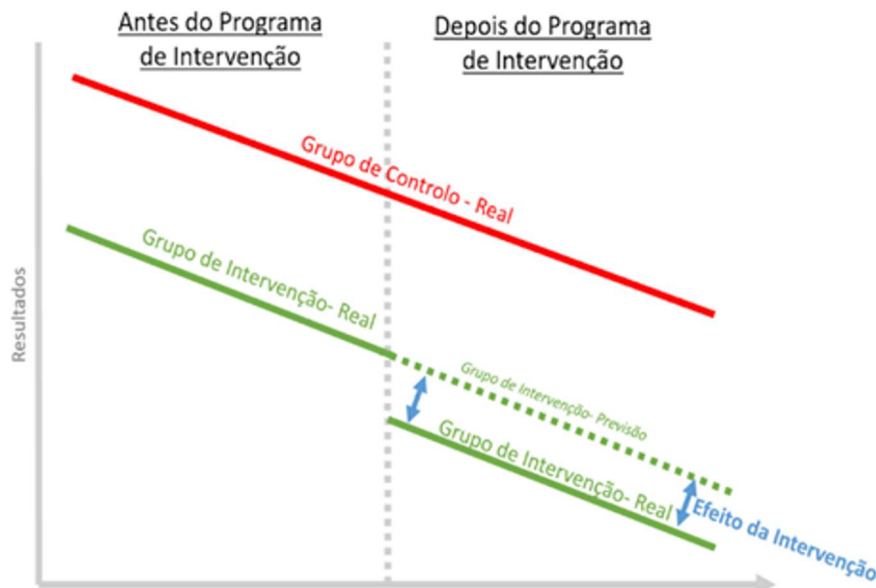 Antes do Programa
de Intervenção
Depois do Programa
de Intervenção
Resultados
Grupo de Controlo - Real
Grupo de Intervenção- Real
Grupo de Intervenção- Previsão
Grupo de Intervenção- Real
Efeito da Intervenção